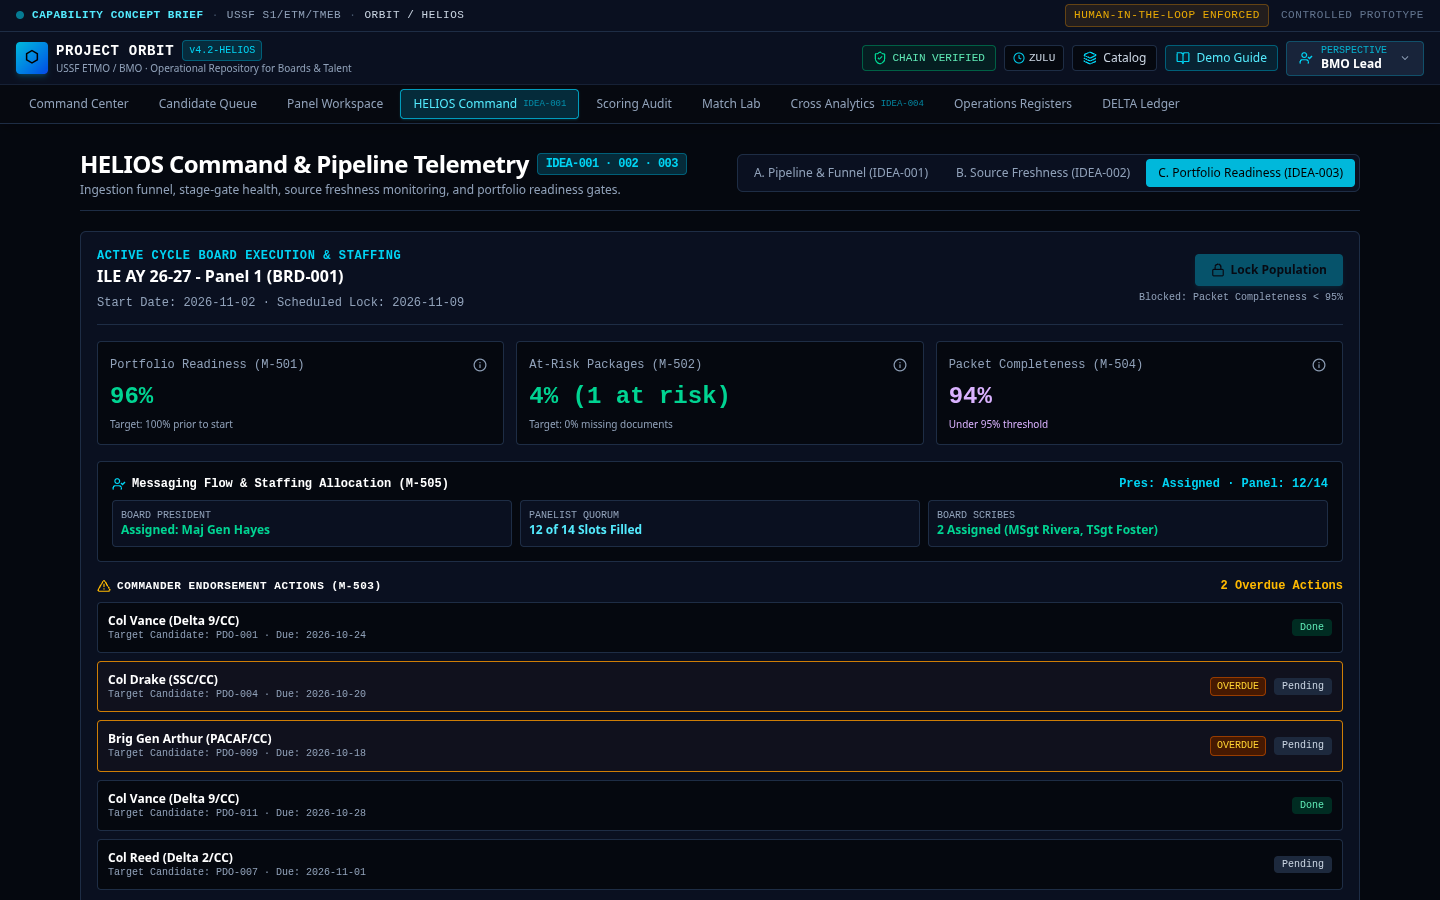 CAPABILITY CONCEPT BRIEF · USSF S1/ETM/TMEB · ORBIT / HELIOS
HUMAN-IN-THE-LOOP ENFORCED CONTROLLED PROTOTYPE
PROJECT ORBIT v4.2-HELIOS
USSF ETMO / BMO · Operational Repository for Boards & Talent
CHAIN VERIFIED
ZULU
Catalog
Demo Guide
PERSPECTIVE
BMO Lead
Command Center
Candidate Queue
Panel Workspace
HELIOS Command IDEA-001
Scoring Audit
Match Lab
Cross Analytics IDEA-004
Operations Registers
DELTA Ledger
HELIOS Command & Pipeline Telemetry IDEA-001 · 002 · 003
Ingestion funnel, stage-gate health, source freshness monitoring, and portfolio readiness gates.
A. Pipeline & Funnel (IDEA-001)
B. Source Freshness (IDEA-002)
C. Portfolio Readiness (IDEA-003)
ACTIVE CYCLE BOARD EXECUTION & STAFFING
ILE AY 26-27 - Panel 1 (BRD-001)
Start Date: 2026-11-02 · Scheduled Lock: 2026-11-09
Lock Population
Blocked: Packet Completeness < 95%
Portfolio Readiness (M-501)
96%
Target: 100% prior to start
At-Risk Packages (M-502)
4% (1 at risk)
Target: 0% missing documents
Packet Completeness (M-504)
94%
Under 95% threshold
Messaging Flow & Staffing Allocation (M-505)
Pres: Assigned · Panel: 12/14
BOARD PRESIDENT
Assigned: Maj Gen Hayes
PANELIST QUORUM
12 of 14 Slots Filled
BOARD SCRIBES
2 Assigned (MSgt Rivera, TSgt Foster)
COMMANDER ENDORSEMENT ACTIONS (M-503)
2 Overdue Actions
Col Vance (Delta 9/CC)
Target Candidate: PDO-001 · Due: 2026-10-24
Done
Col Drake (SSC/CC)
Target Candidate: PDO-004 · Due: 2026-10-20
OVERDUE Pending
Brig Gen Arthur (PACAF/CC)
Target Candidate: PDO-009 · Due: 2026-10-18
OVERDUE Pending
Col Vance (Delta 9/CC)
Target Candidate: PDO-011 · Due: 2026-10-28
Done
Col Reed (Delta 2/CC)
Target Candidate: PDO-007 · Due: 2026-11-01
Pending